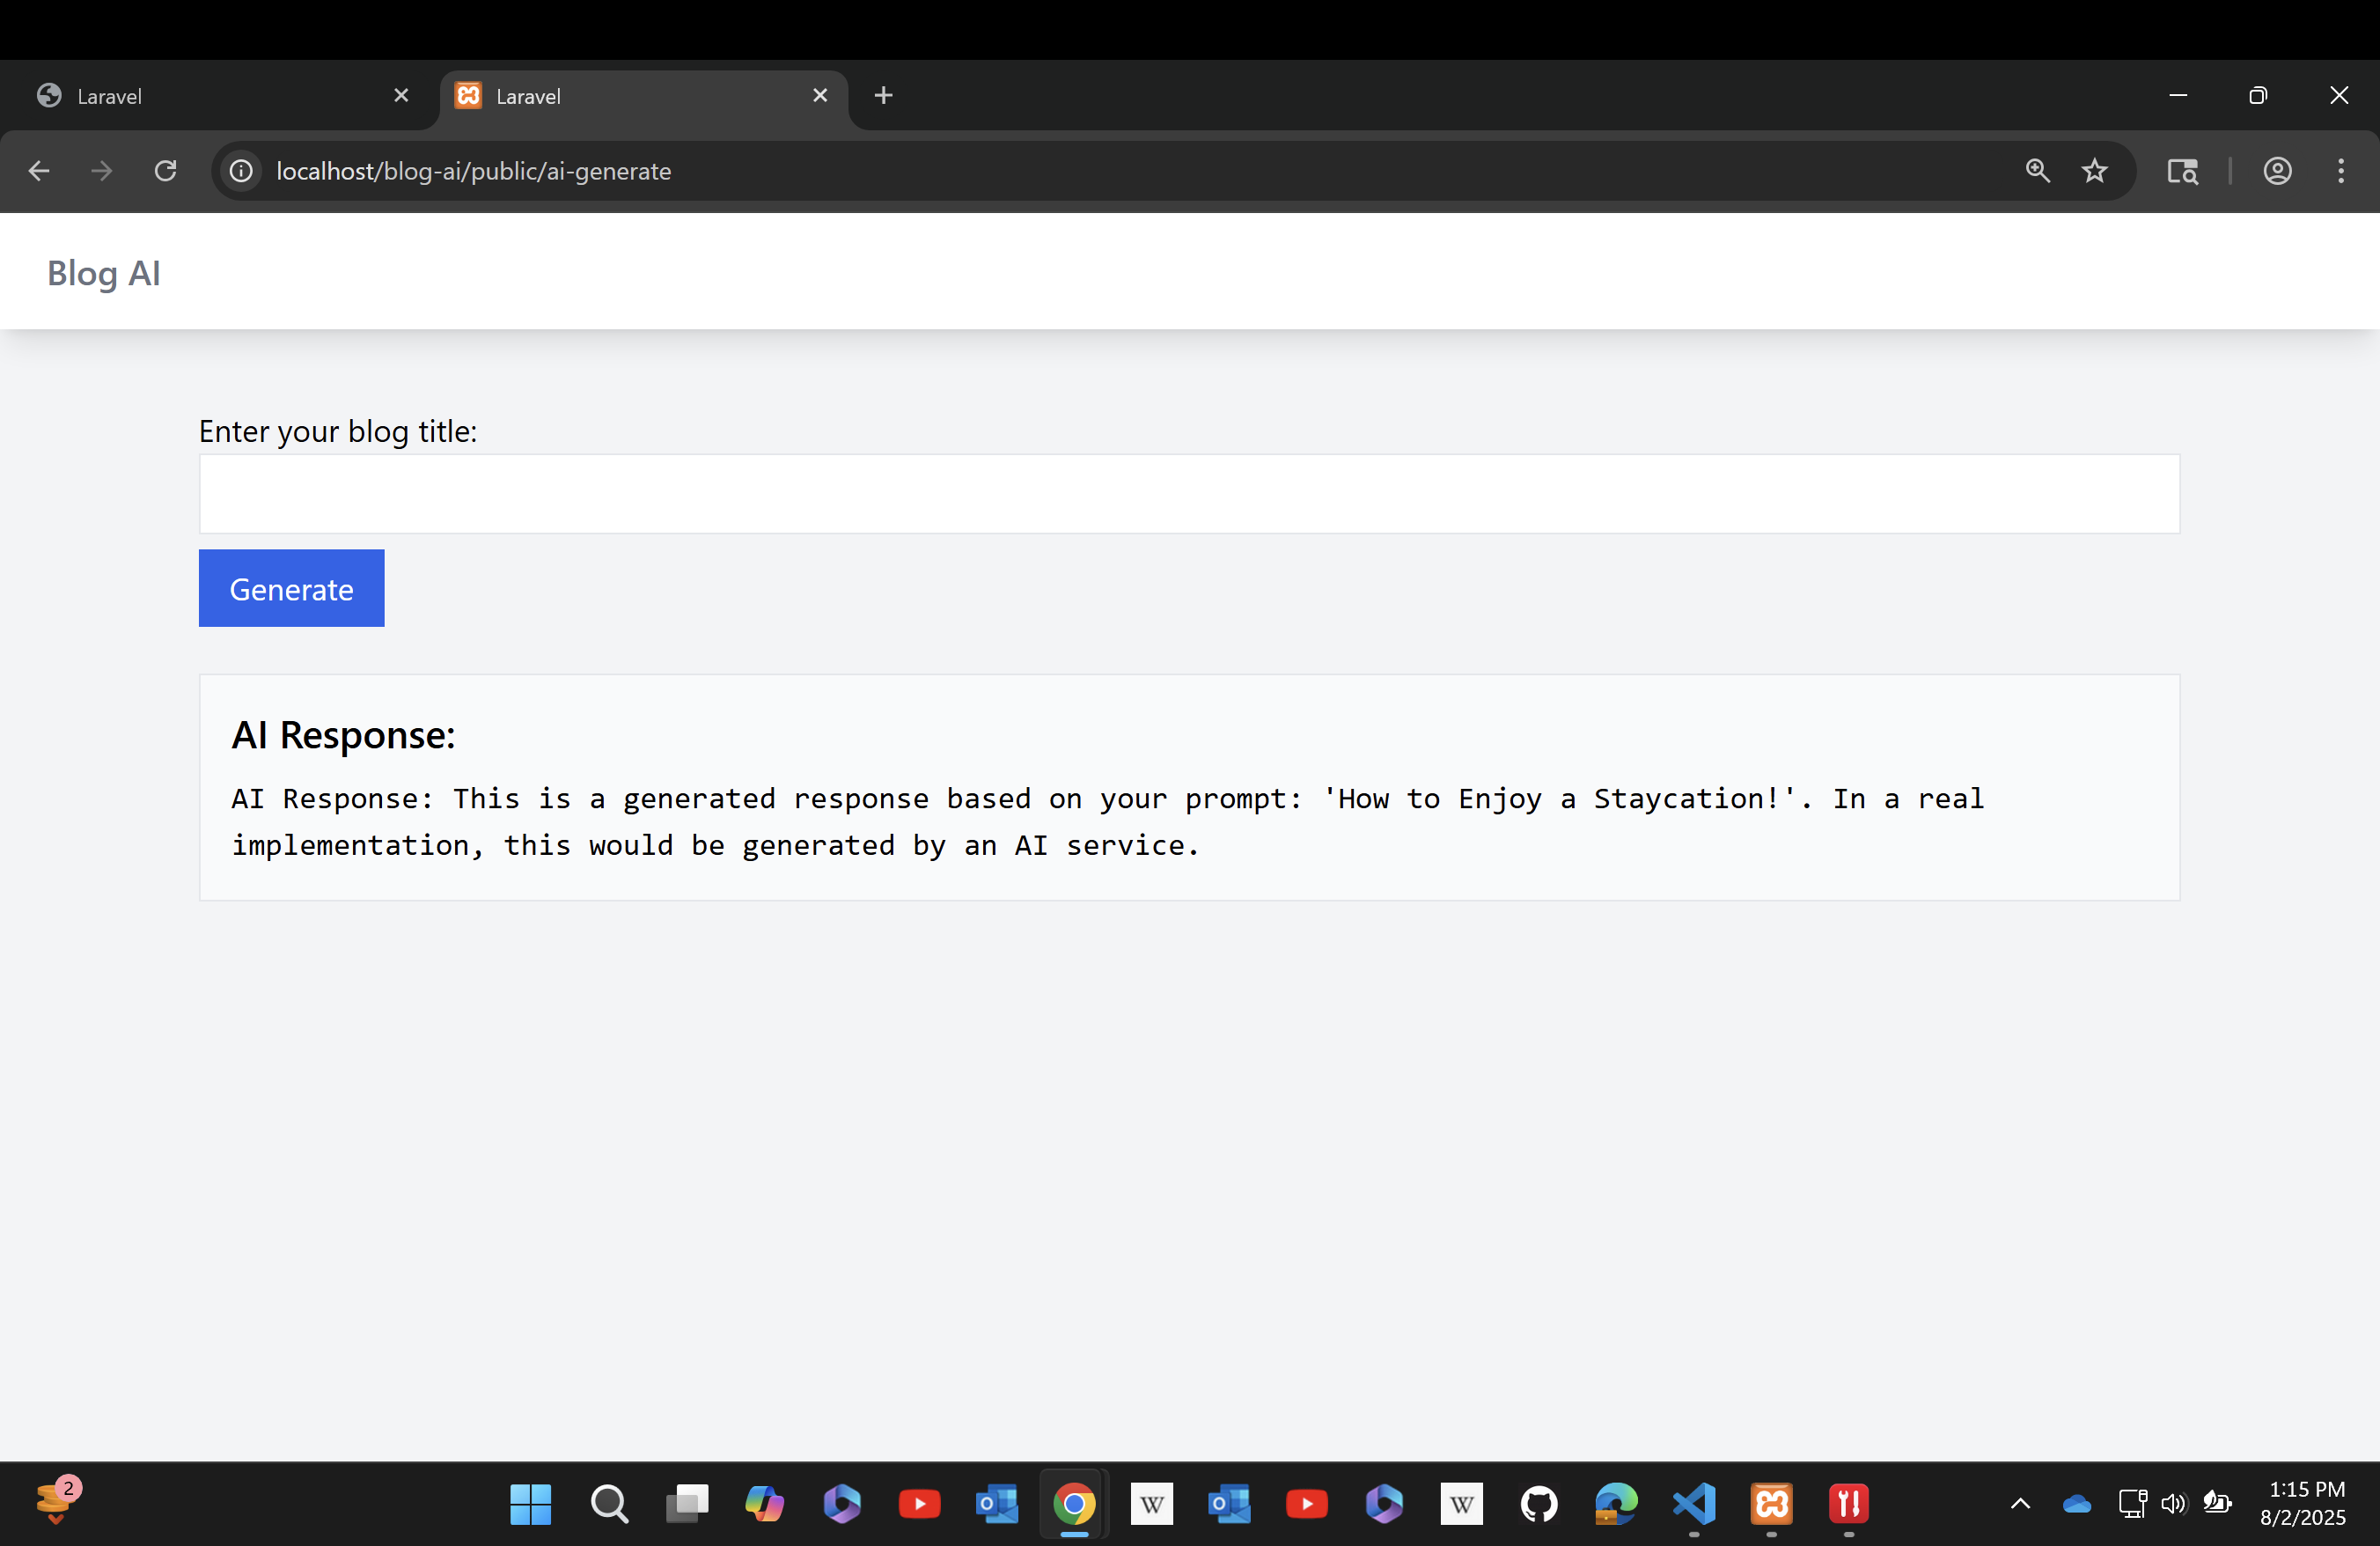 Laravel
Laravel
localhost/blog-ai/public/ai-generate
Blog AI
Enter your blog title:
Generate
AI Response:
AI Response: This is a generated response based on your prompt: 'How to Enjoy a Staycation!'. In a real
implementation, this would be generated by an AI service.
2
W
W
1:15 PM
8/2/2025